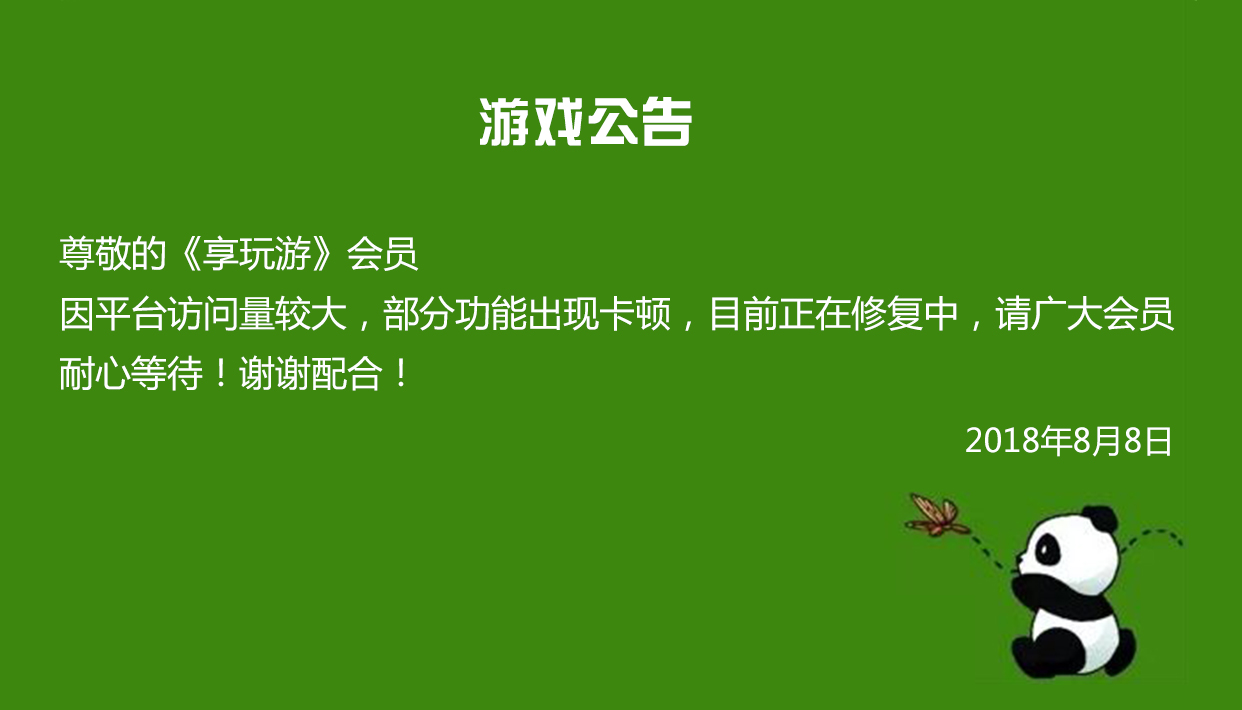 游戏公告
尊敬的《享玩游》会员
因平台访问量较大，部分功能出现卡顿，目前正在修复中，请广大会员
耐心等待！谢谢配合！
2018年8月8日